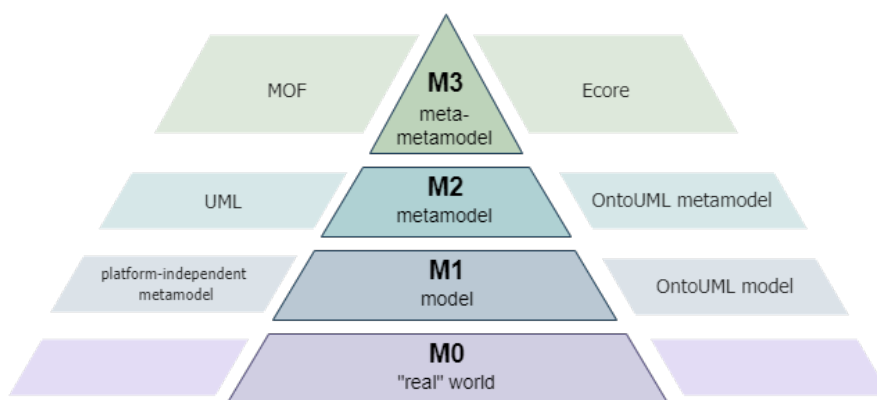 M3
MOF
meta-
metamodel
Ecore
M2
UML
metamodel
OntoUML metamodel
M1
platform-independent
metamodel
model
OntoUML model
M0
"real" world